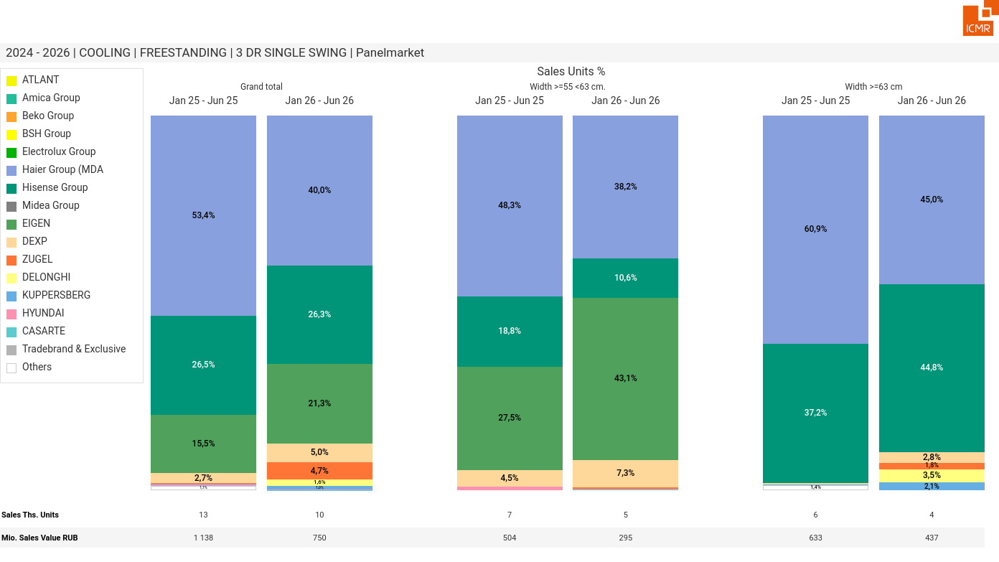 ICMR
2024 - 2026 | COOLING | FREESTANDING | 3 DR SINGLE SWING | Panelmarket
Sales Units %
Grand total Width >=55 <63 cm. Width >=63 cm
Jan 25 - Jun 25 Jan 26 - Jun 26 Jan 25 - Jun 25 Jan 26 - Jun 26 Jan 25 - Jun 25 Jan 26 - Jun 26
ATLANT
Amica Group
Beko Group
BSH Group
Electrolux Group
Haier Group (MDA
Hisense Group
Midea Group
EIGEN
DEXP
ZUGEL
DELONGHI
KUPPERSBERG
HYUNDAI
CASARTE
Tradebrand & Exclusive
Others
53,4%
26,5%
15,5%
2,7%
1,1%
40,0%
26,3%
21,3%
5,0%
4,7%
1,6%
48,3%
18,8%
27,5%
4,5%
38,2%
10,6%
43,1%
7,3%
60,9%
37,2%
1,4%
45,0%
44,8%
2,8%
1,8%
3,5%
2,1%
Sales Ths. Units 13 10 7 5 6 4
Mio. Sales Value RUB 1 138 750 504 295 633 437